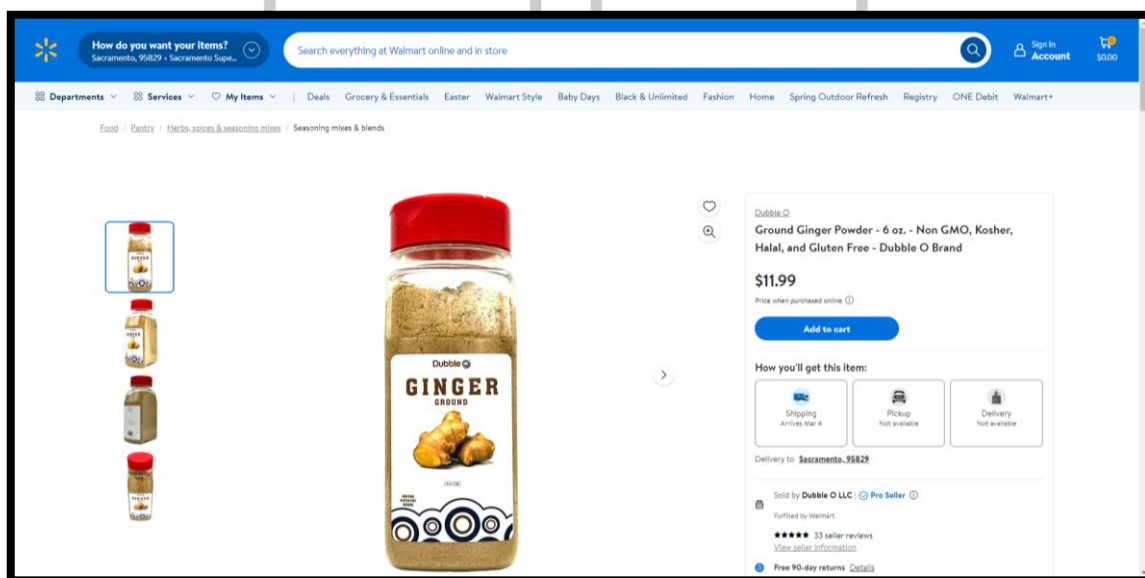 How do you want your items?
Sacramento, 95829 • Sacramento Supe...
Search everything at Walmart online and in store
Sign In
Account
0
$0.00
Departments
Services
My Items
Deals
Grocery & Essentials
Easter
Walmart Style
Baby Days
Black & Unlimited
Fashion
Home
Spring Outdoor Refresh
Registry
ONE Debit
Walmart+
Food / Pantry / Herbs, spices & seasoning mixes / Seasoning mixes & blends
Dubble O
GINGER
GROUND
Dubble O
Ground Ginger Powder - 6 oz. - Non GMO, Kosher,
Halal, and Gluten Free - Dubble O Brand
$11.99
Price when purchased online
Add to cart
How you'll get this item:
Shipping
Arrives Mar 4
Pickup
Not available
Delivery
Not available
Delivery to Sacramento, 95829
Sold by Dubble O LLC | Pro Seller
Fulfilled by Walmart
★★★★★ 33 seller reviews
View seller information
Free 90-day returns Details